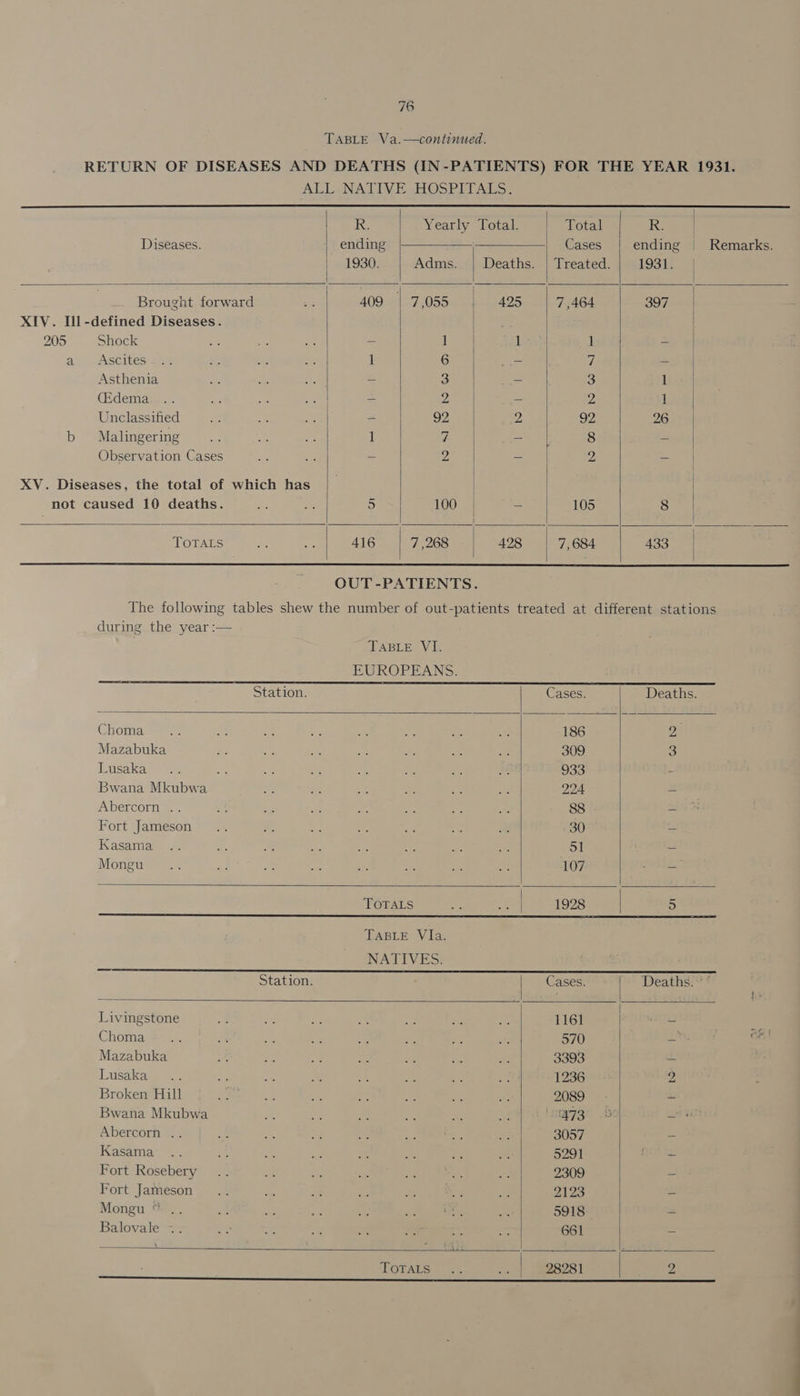 76
TABLE Va.—continued.
RETURN OF DISEASES AND DEATHS (IN-PATIENTS) FOR THE YEAR 1931.
ALL NATIVE HOSPITALS.
Diseases. R. ending 1930. Yearly Total. Adms. Deaths. Total Cases Treated. R. ending 1931. Remarks.
Brought forward .. 409 7,055 425 7,464 397
XIV. Ill-defined Diseases.
205 Shock .. .. .. – 1 1 1 –
a Ascites .. .. .. .. 1 6 – 7 –
Asthenia .. .. .. – 3 – 3 1
Œdema .. .. .. .. – 2 – 2 1
Unclassified .. .. .. – 92 2 92 26
b Malingering .. .. .. 1 7 – 8 –
Observation Cases .. .. – 2 – 2 –
XV. Diseases, the total of which has
not caused 10 deaths. .. .. 5 100 – 105 8
TOTALS .. .. 416 7,268 428 7,684 433
OUT-PATIENTS.
The following tables shew the number of out-patients treated at different stations
during the year:—
TABLE VI.
EUROPEANS.
Station. Cases. Deaths.
Choma .. .. .. .. .. .. .. .. 186 2
Mazabuka .. .. .. .. .. .. .. 309 3
Lusaka .. .. .. .. .. .. .. .. 933 -
Bwana Mkubwa .. .. .. .. .. .. 224 –
Abercorn .. .. .. .. .. .. .. .. 88 –
Fort Jameson .. .. .. .. .. .. .. 30 –
Kasama .. .. .. .. .. .. .. .. 51 –
Mongu .. .. .. .. .. .. .. .. 107 –
TOTALS .. .. 1928 5
TABLE VIa.
NATIVES.
Station. Cases. Deaths.
Livingstone .. .. .. .. .. .. .. 1161 –
Choma .. .. .. .. .. .. .. .. 570 –
Mazabuka .. .. .. .. .. .. .. 3393 –
Lusaka .. .. .. .. .. .. .. .. 1236 2
Broken Hill .. .. .. .. .. .. .. 2089 –
Bwana Mkubwa .. .. .. .. .. .. 473 –
Abercorn .. .. .. .. .. .. .. .. 3057 –
Kasama .. .. .. .. .. .. .. .. 5291 –
Fort Rosebery .. .. .. .. .. .. .. 2309 –
Fort Jameson .. .. .. .. .. .. .. 2123 –
Mongu .. .. .. .. .. .. .. .. 5918 –
Balovale .. .. .. .. .. .. .. .. 661 –
TOTALS .. .. 28281 2